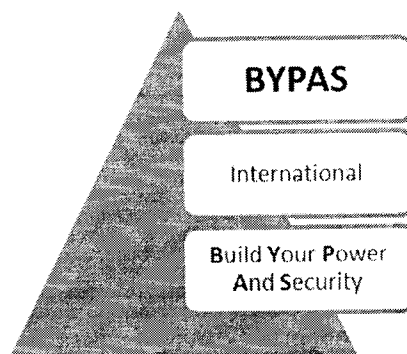 BYPAS
International
Build Your Power
And Security